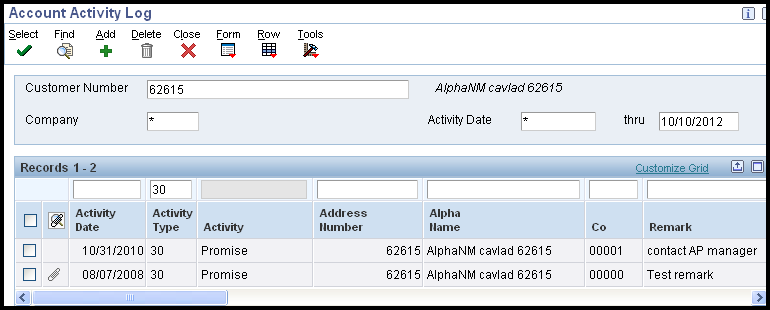 Account Activity Log
Select Find Add Delete Close Form Row Tools
Customer Number 62615 AlphaNM cavlad 62615
Company * Activity Date * thru 10/10/2012
Records 1 - 2 Customize Grid
30
Activity Date Activity Type Activity Address Number Alpha Name Co Remark
10/31/2010 30 Promise 62615 AlphaNM cavlad 62615 00001 contact AP manager
08/07/2008 30 Promise 62615 AlphaNM cavlad 62615 00000 Test remark